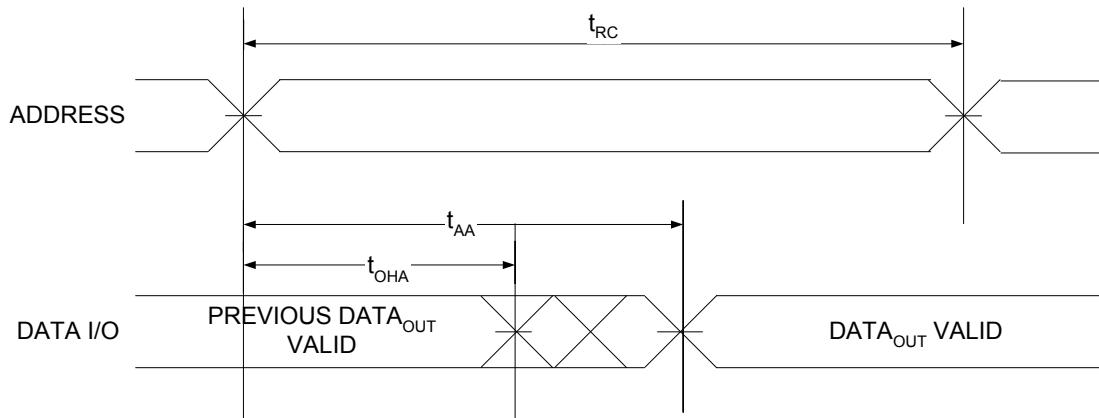 tRC
ADDRESS
tAA
tOHA
DATA I/O
PREVIOUS DATAOUT
VALID
DATAOUT VALID